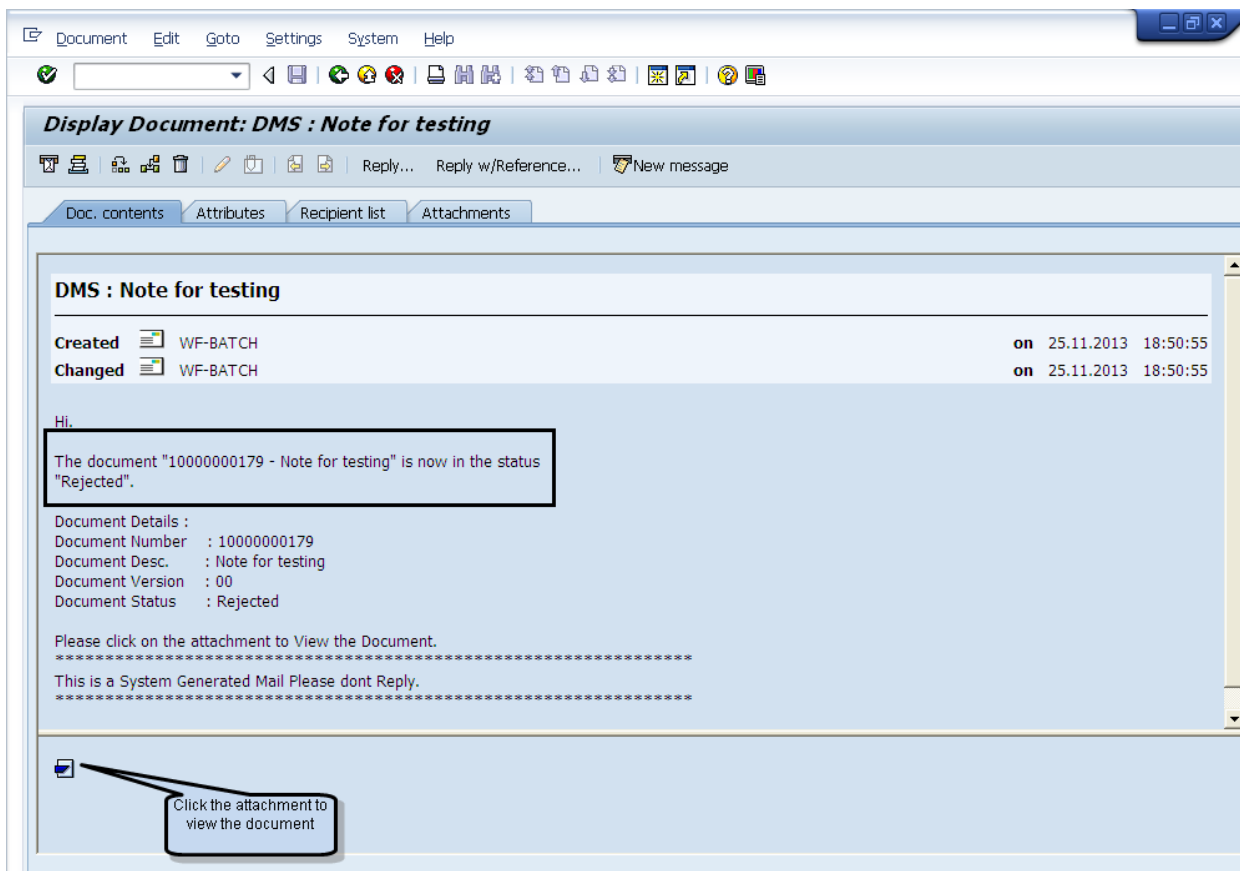 Document Edit Goto Settings System Help
Display Document: DMS : Note for testing
Reply... Reply w/Reference... New message
Doc. contents Attributes Recipient list Attachments
DMS : Note for testing
Created WF-BATCH on 25.11.2013 18:50:55
Changed WF-BATCH on 25.11.2013 18:50:55
Hi.
The document "10000000179 - Note for testing" is now in the status
"Rejected".
Document Details :
Document Number : 10000000179
Document Desc. : Note for testing
Document Version : 00
Document Status : Rejected
Please click on the attachment to View the Document.
****************************************************************
This is a System Generated Mail Please dont Reply.
****************************************************************
Click the attachment to
view the document